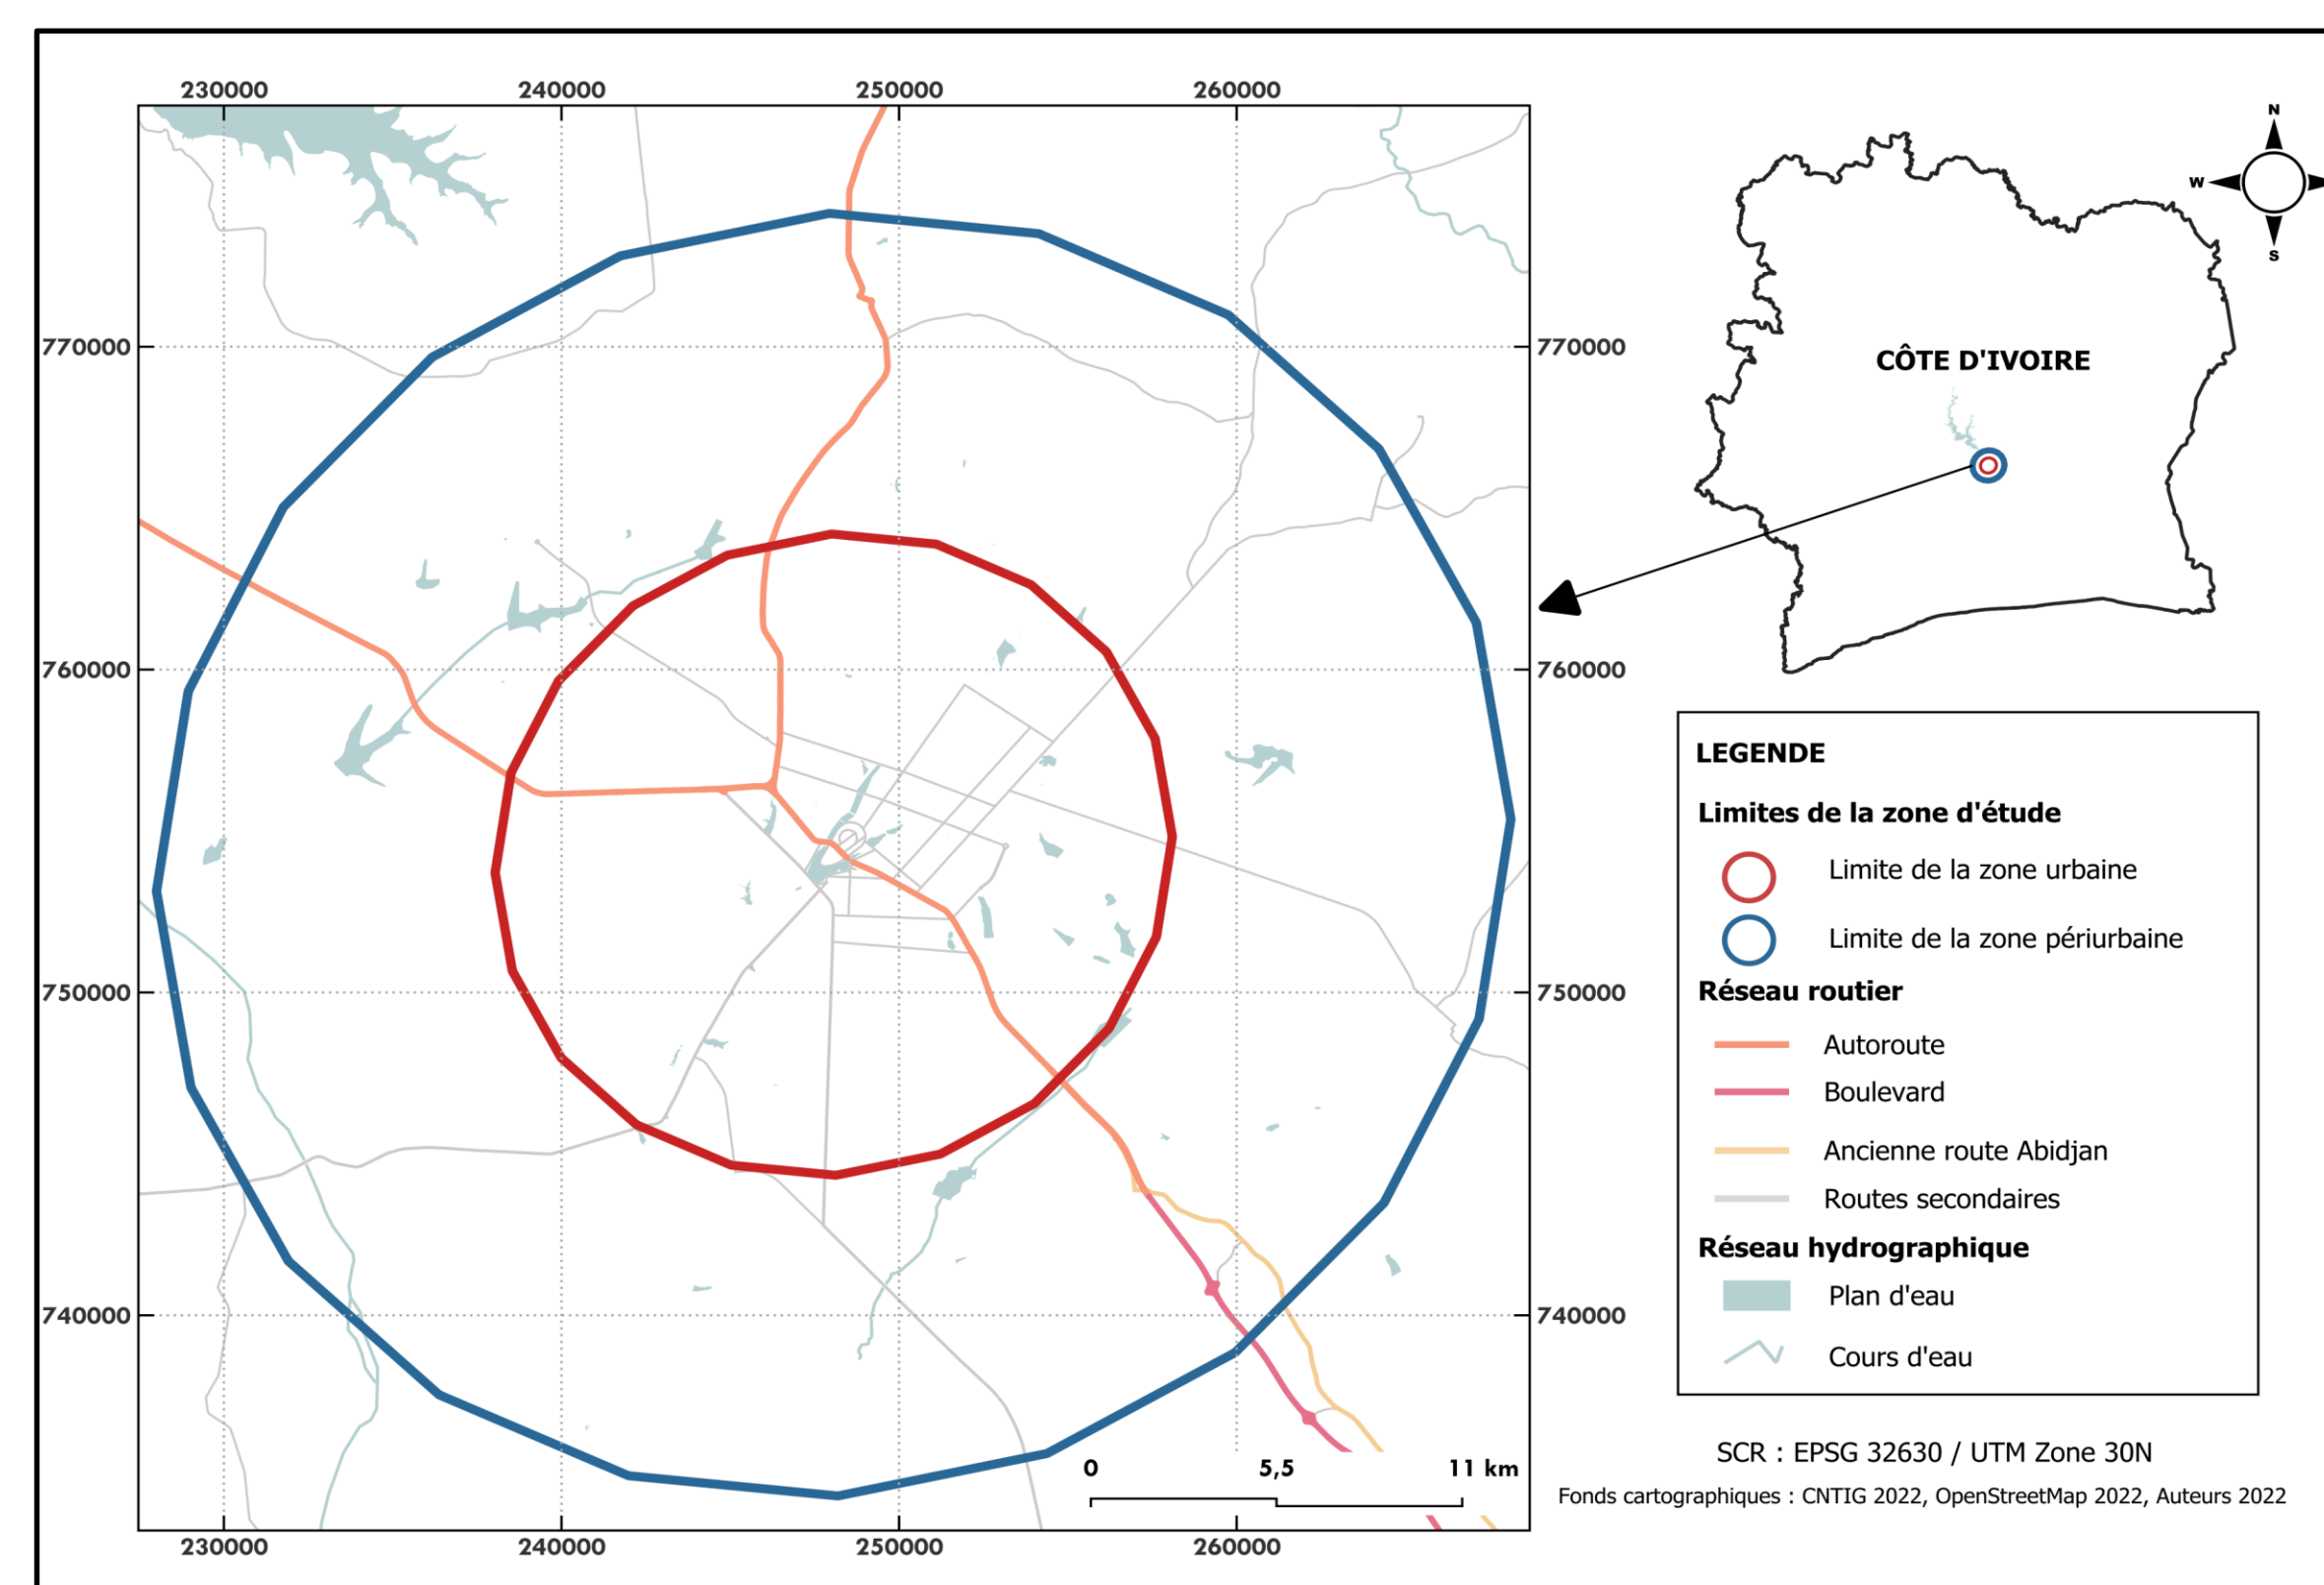 230000 240000 250000 260000
770000 770000
760000 760000
750000 750000
740000 740000
230000 240000 250000 260000
0 5,5 11 km
N
W
S
CÔTE D'IVOIRE
LEGENDE
Limites de la zone d'étude
Limite de la zone urbaine
Limite de la zone périurbaine
Réseau routier
Autoroute
Boulevard
Ancienne route Abidjan
Routes secondaires
Réseau hydrographique
Plan d'eau
Cours d'eau
SCR : EPSG 32630 / UTM Zone 30N
Fonds cartographiques : CNTIG 2022, OpenStreetMap 2022, Auteurs 2022